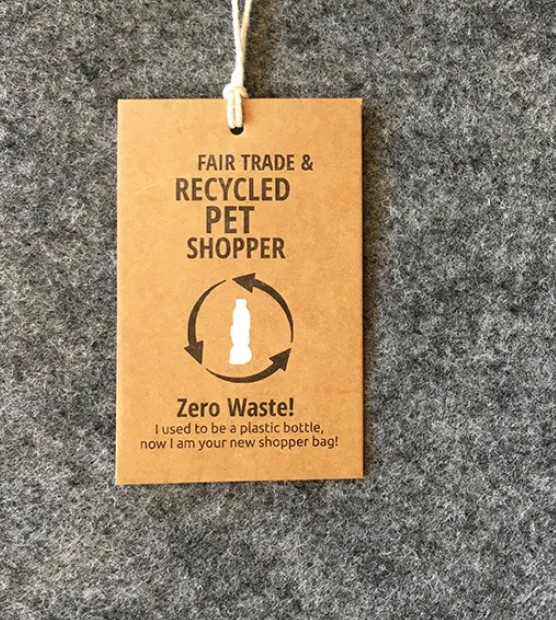 FAIR TRADE &
RECYCLED
PET
SHOPPER
Zero Waste!
I used to be a plastic bottle,
now I am your new shopper bag!